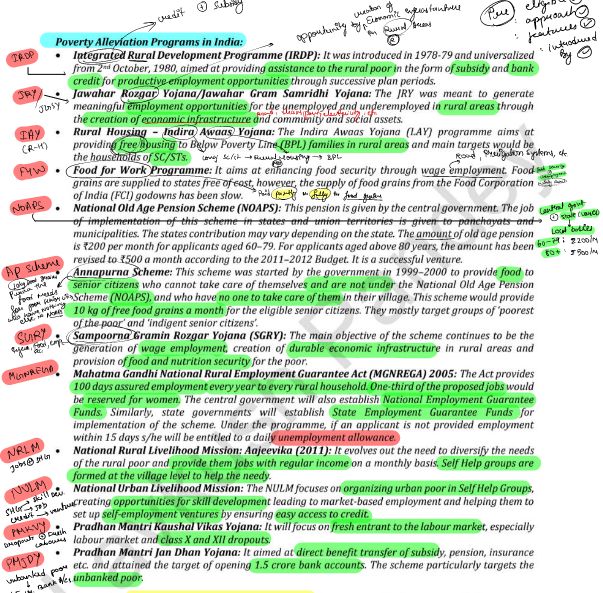 credit + Subsidy
creation of
opportunity by Economic infrastructure
in Rural areas
eligible
approach
features
introduced
by
Poverty Alleviation Programs in India:
IRDP
• Integrated Rural Development Programme (IRDP): It was introduced in 1978-79 and universalized
from 2nd October, 1980, aimed at providing assistance to the rural poor in the form of subsidy and bank
credit for productive employment opportunities through successive plan periods.
JRY
• Jawahar Rozgar Yojana/Jawahar Gram Samridhi Yojana: The JRY was meant to generate
JGSY
meaningful employment opportunities for the unemployed and underemployed in rural areas through
the creation of economic infrastructure and community and social assets.
IAY
(R-H)
• Rural Housing – Indira Awaas Yojana: The Indira Awaas Yojana (LAY) programme aims at
providing free housing to Below Poverty Line (BPL) families in rural areas and main targets would be
the households of SC/STs.
BPL
Road, Irrigation systems, etc
FWW
• Food for Work Programme: It aims at enhancing food security through wage employment. Food
grains are supplied to states free of cost, however, the supply of food grains from the Food Corporation
of India (FCI) godowns has been slow.
NOAPS
• National Old Age Pension Scheme (NOAPS): This pension is given by the central government. The job
of implementation of this scheme in states and union territories is given to panchayats and
municipalities. The states contribution may vary depending on the state. The amount of old age pension
is ₹200 per month for applicants aged 60–79. For applicants aged above 80 years, the amount has been
revised to ₹500 a month according to the 2011–2012 Budget. It is a successful venture.
central govt
+ state
local bodies
60-79 : ₹200/m
80+ : ₹500/m
AP Scheme
• Annapurna Scheme: This scheme was started by the government in 1999–2000 to provide food to
senior citizens who cannot take care of themselves and are not under the National Old Age Pension
Scheme (NOAPS), and who have no one to take care of them in their village. This scheme would provide
10 kg of free food grains a month for the eligible senior citizens. They mostly target groups of 'poorest
of the poor' and 'indigent senior citizens'.
SGRY
• Sampoorna Gramin Rozgar Yojana (SGRY): The main objective of the scheme continues to be the
generation of wage employment, creation of durable economic infrastructure in rural areas and
provision of food and nutrition security for the poor.
MGNREGA
• Mahatma Gandhi National Rural Employment Guarantee Act (MGNREGA) 2005: The Act provides
100 days assured employment every year to every rural household. One-third of the proposed jobs would
be reserved for women. The central government will also establish National Employment Guarantee
Funds. Similarly, state governments will establish State Employment Guarantee Funds for
implementation of the scheme. Under the programme, if an applicant is not provided employment
within 15 days s/he will be entitled to a daily unemployment allowance.
NRLM
• National Rural Livelihood Mission: Aajeevika (2011): It evolves out the need to diversify the needs
of the rural poor and provide them jobs with regular income on a monthly basis. Self Help groups are
formed at the village level to help the needy.
NULM
• National Urban Livelihood Mission: The NULM focuses on organizing urban poor in Self Help Groups,
creating opportunities for skill development leading to market-based employment and helping them to
set up self-employment ventures by ensuring easy access to credit.
PMKVY
• Pradhan Mantri Kaushal Vikas Yojana: It will focus on fresh entrant to the labour market, especially
labour market and class X and XII dropouts.
PMJDY
• Pradhan Mantri Jan Dhan Yojana: It aimed at direct benefit transfer of subsidy, pension, insurance
etc. and attained the target of opening 1.5 crore bank accounts. The scheme particularly targets the
unbanked poor.
unbanked poor